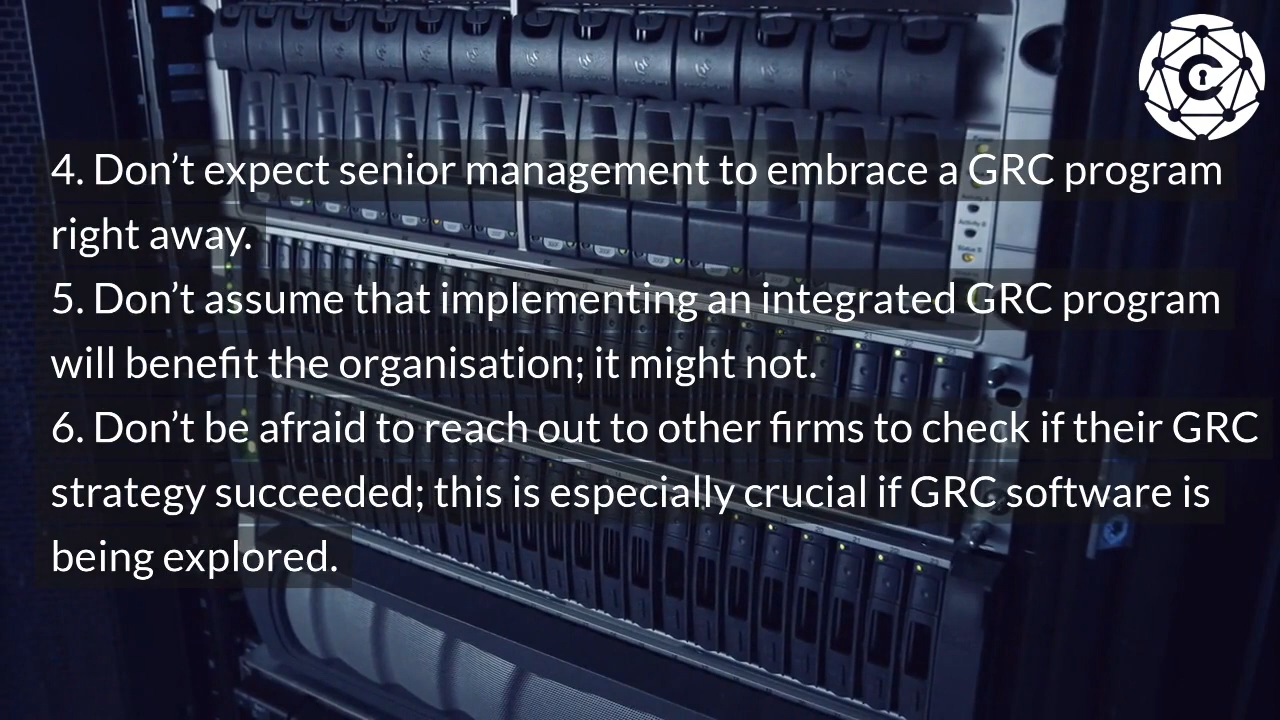 4. Don’t expect senior management to embrace a GRC program
right away.
5. Don’t assume that implementing an integrated GRC program
will benefit the organisation; it might not.
6. Don’t be afraid to reach out to other firms to check if their GRC
strategy succeeded; this is especially crucial if GRC software is
being explored.